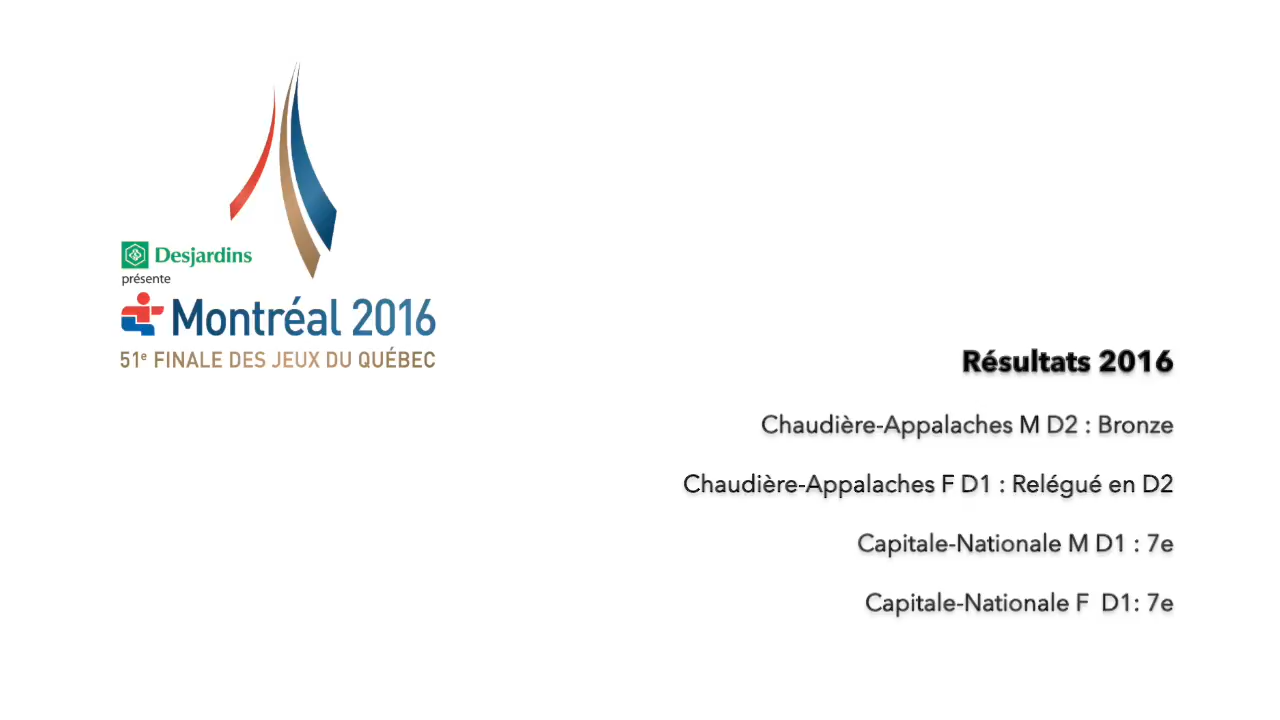 Desjardins
présente
Montréal 2016
51e FINALE DES JEUX DU QUÉBEC
Résultats 2016
Chaudière-Appalaches M D2 : Bronze
Chaudière-Appalaches F D1 : Relégué en D2
Capitale-Nationale M D1 : 7e
Capitale-Nationale F  D1: 7e